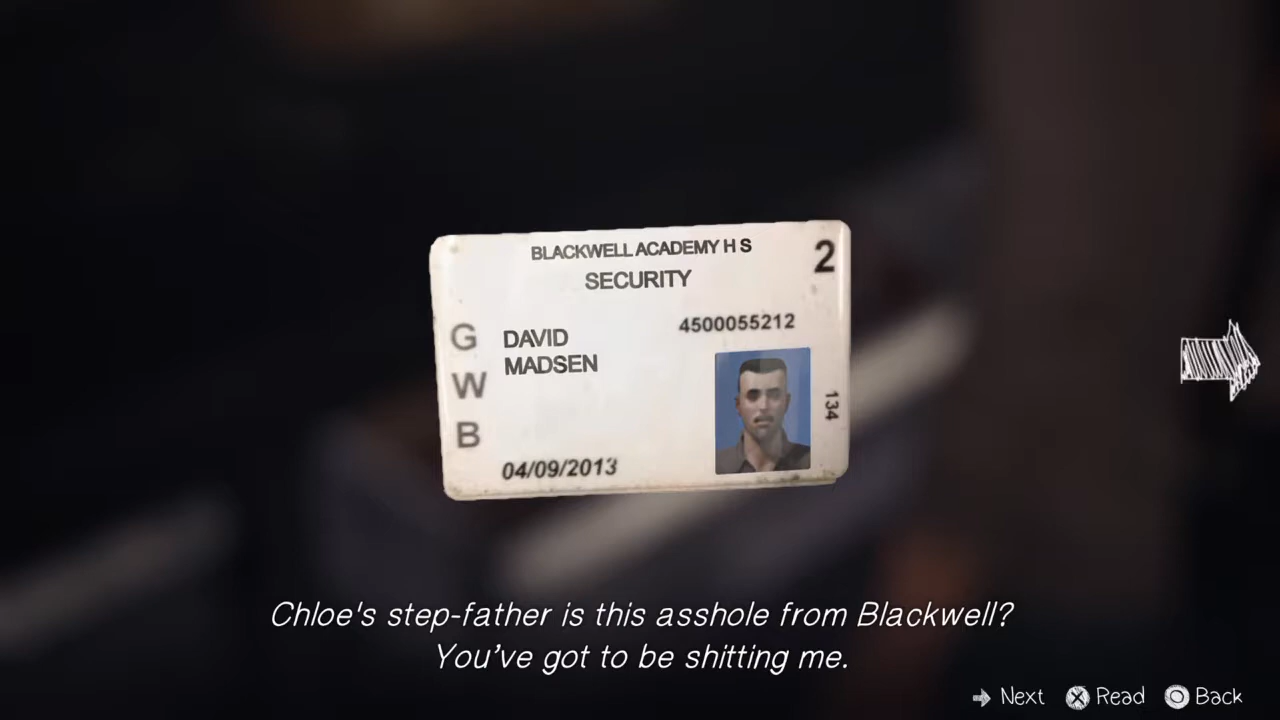 BLACKWELL ACADEMY H S
2
SECURITY
4500055212
G
DAVID
W
MADSEN
B
134
04/09/2013
Chloe's step-father is this asshole from Blackwell?
You've got to be shitting me.
Next Read Back